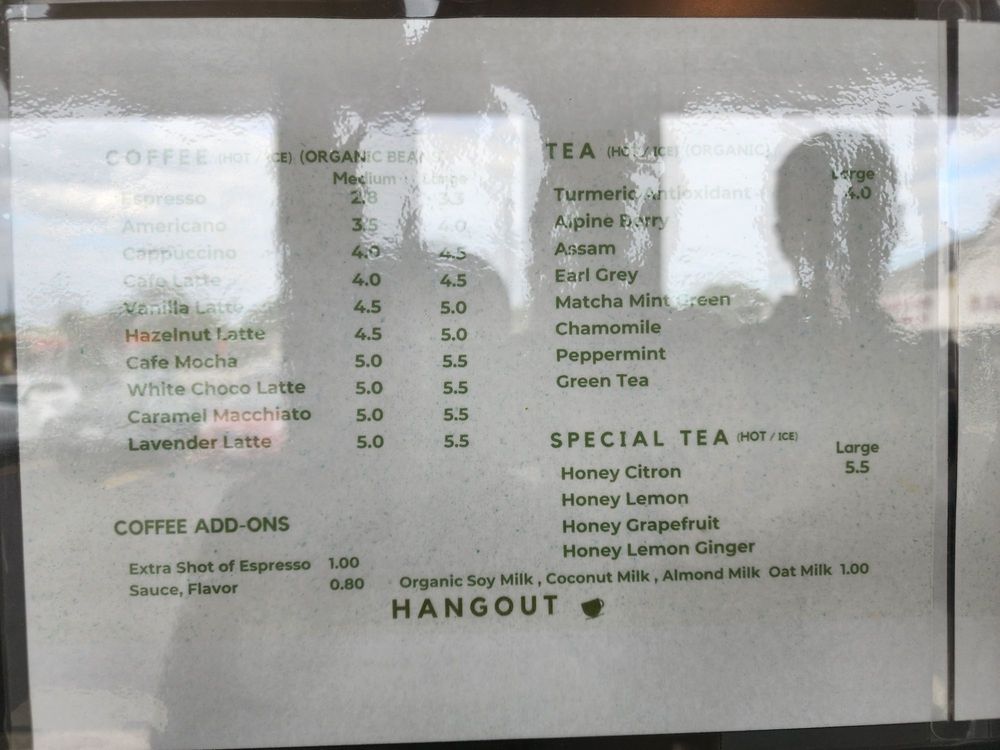 COFFEE (HOT / ICE) (ORGANIC BEAN
Medium Large
Espresso 2.8 3.3
Americano 3.5 4.0
Cappuccino 4.0 4.5
Cafe Latte 4.0 4.5
Vanilla Latte 4.5 5.0
Hazelnut Latte 4.5 5.0
Cafe Mocha 5.0 5.5
White Choco Latte 5.0 5.5
Caramel Macchiato 5.0 5.5
Lavender Latte 5.0 5.5
COFFEE ADD-ONS
Extra Shot of Espresso 1.00
Sauce, Flavor 0.80
TEA (HOT / ICE) (ORGANIC)
Large
Turmeric Antioxidant 4.0
Alpine Berry
Assam
Earl Grey
Matcha Mint Green
Chamomile
Peppermint
Green Tea
SPECIAL TEA (HOT / ICE)
Large
Honey Citron 5.5
Honey Lemon
Honey Grapefruit
Honey Lemon Ginger
Organic Soy Milk , Coconut Milk , Almond Milk Oat Milk 1.00
HANGOUT